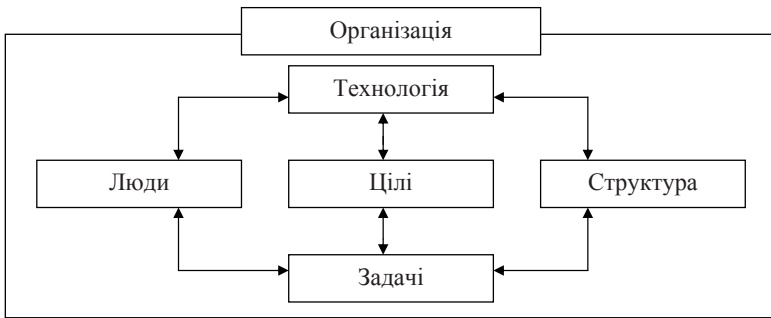 Організація
Технологія
Люди
Цілі
Структура
Задачі